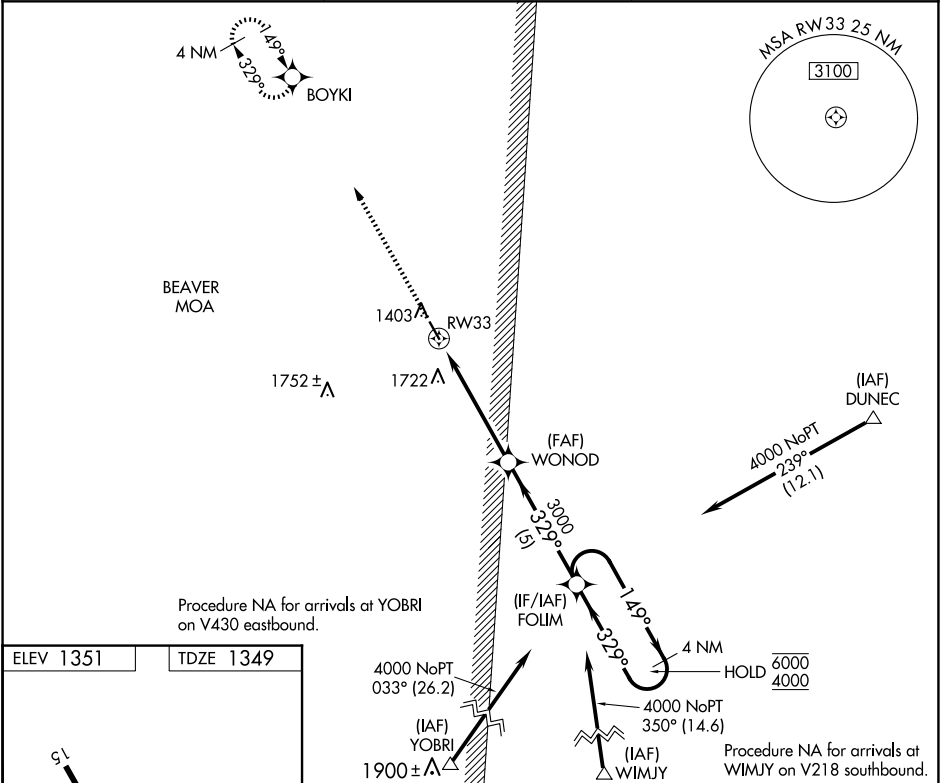 4 NM
149°
329°
BOYKI
MSA RW33 25 NM
3100
BEAVER
MOA
1403
RW33
1752 ±
1722
(IAF)
DUNEC
4000 NoPT
239°
(12.1)
(FAF)
WONOD
3000
329°
(5)
(IF/IAF)
FOLIM
149°
329°
4 NM
HOLD 6000
4000
Procedure NA for arrivals at YOBRI
on V430 eastbound.
ELEV 1351
TDZE 1349
4000 NoPT
033° (26.2)
4000 NoPT
350° (14.6)
(IAF)
YOBRI
1900 ±
(IAF)
WIMJY
Procedure NA for arrivals at
WIMJY on V218 southbound.
15